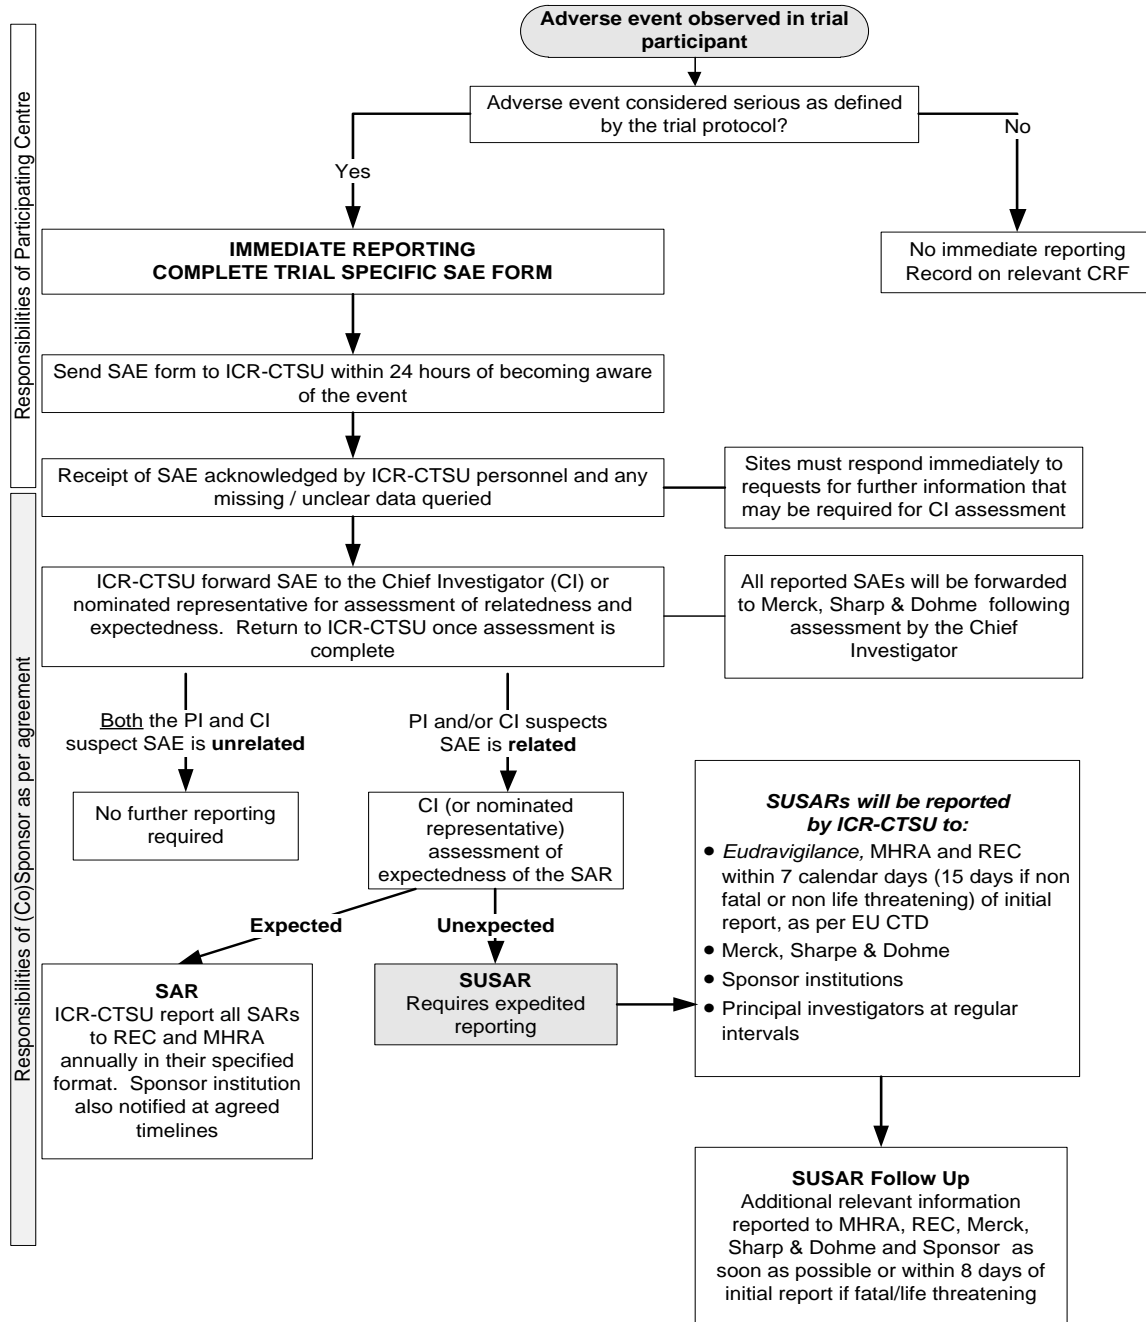 Adverse event observed in trial
participant
Adverse event considered serious as defined
by the trial protocol?
No
Yes
Responsibilities of Participating Centre
IMMEDIATE REPORTING
COMPLETE TRIAL SPECIFIC SAE FORM
No immediate reporting
Record on relevant CRF
Send SAE form to ICR-CTSU within 24 hours of becoming aware
of the event
Receipt of SAE acknowledged by ICR-CTSU personnel and any
missing / unclear data queried
Sites must respond immediately to
requests for further information that
may be required for CI assessment
Responsibilities of (Co)Sponsor as per agreement
ICR-CTSU forward SAE to the Chief Investigator (CI) or
nominated representative for assessment of relatedness and
expectedness.  Return to ICR-CTSU once assessment is
complete
All reported SAEs will be forwarded
to Merck, Sharp & Dohme  following
assessment by the Chief
Investigator
Both the PI and CI
suspect SAE is unrelated
PI and/or CI suspects
SAE is related
No further reporting
required
CI (or nominated
representative)
assessment of
expectedness of the SAR
Expected
Unexpected
SAR
ICR-CTSU report all SARs
to REC and MHRA
annually in their specified
format.  Sponsor institution
also notified at agreed
timelines
SUSAR
Requires expedited
reporting
SUSARs will be reported
by ICR-CTSU to:
• Eudravigilance, MHRA and REC
within 7 calendar days (15 days if non
fatal or non life threatening) of initial
report, as per EU CTD
• Merck, Sharpe & Dohme
• Sponsor institutions
• Principal investigators at regular
intervals
SUSAR Follow Up
Additional relevant information
reported to MHRA, REC, Merck,
Sharp & Dohme and Sponsor  as
soon as possible or within 8 days of
initial report if fatal/life threatening